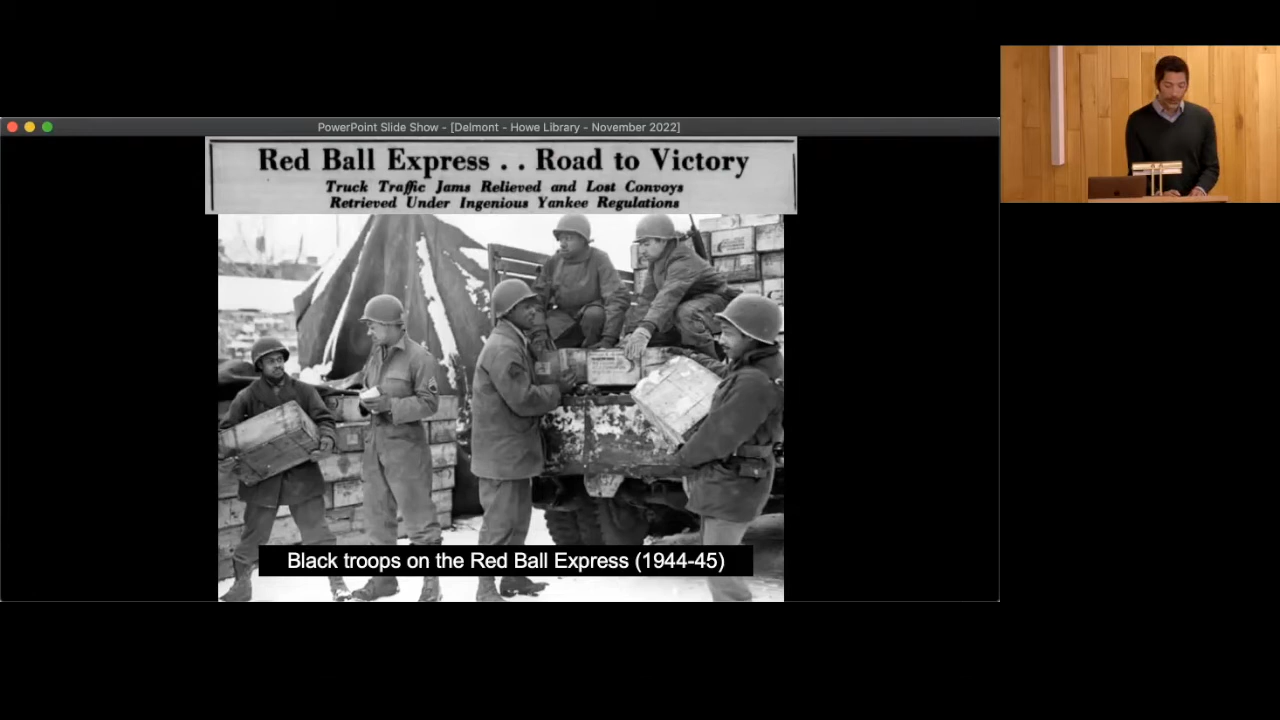 PowerPoint Slide Show - [Delmont - Howe Library - November 2022]
Red Ball Express . . Road to Victory
Truck Traffic Jams Relieved and Lost Convoys
Retrieved Under Ingenious Yankee Regulations
Black troops on the Red Ball Express (1944-45)